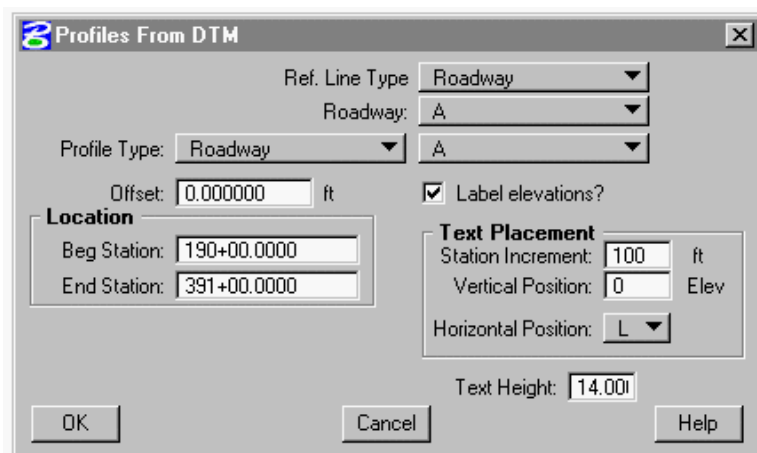 Profiles From DTM
Ref. Line Type Roadway
Roadway: A
Profile Type: Roadway A
Offset: 0.000000 ft Label elevations?
Location
Beg Station: 190+00.0000
End Station: 391+00.0000
Text Placement
Station Increment: 100 ft
Vertical Position: 0 Elev
Horizontal Position: L
Text Height: 14.00
OK Cancel Help